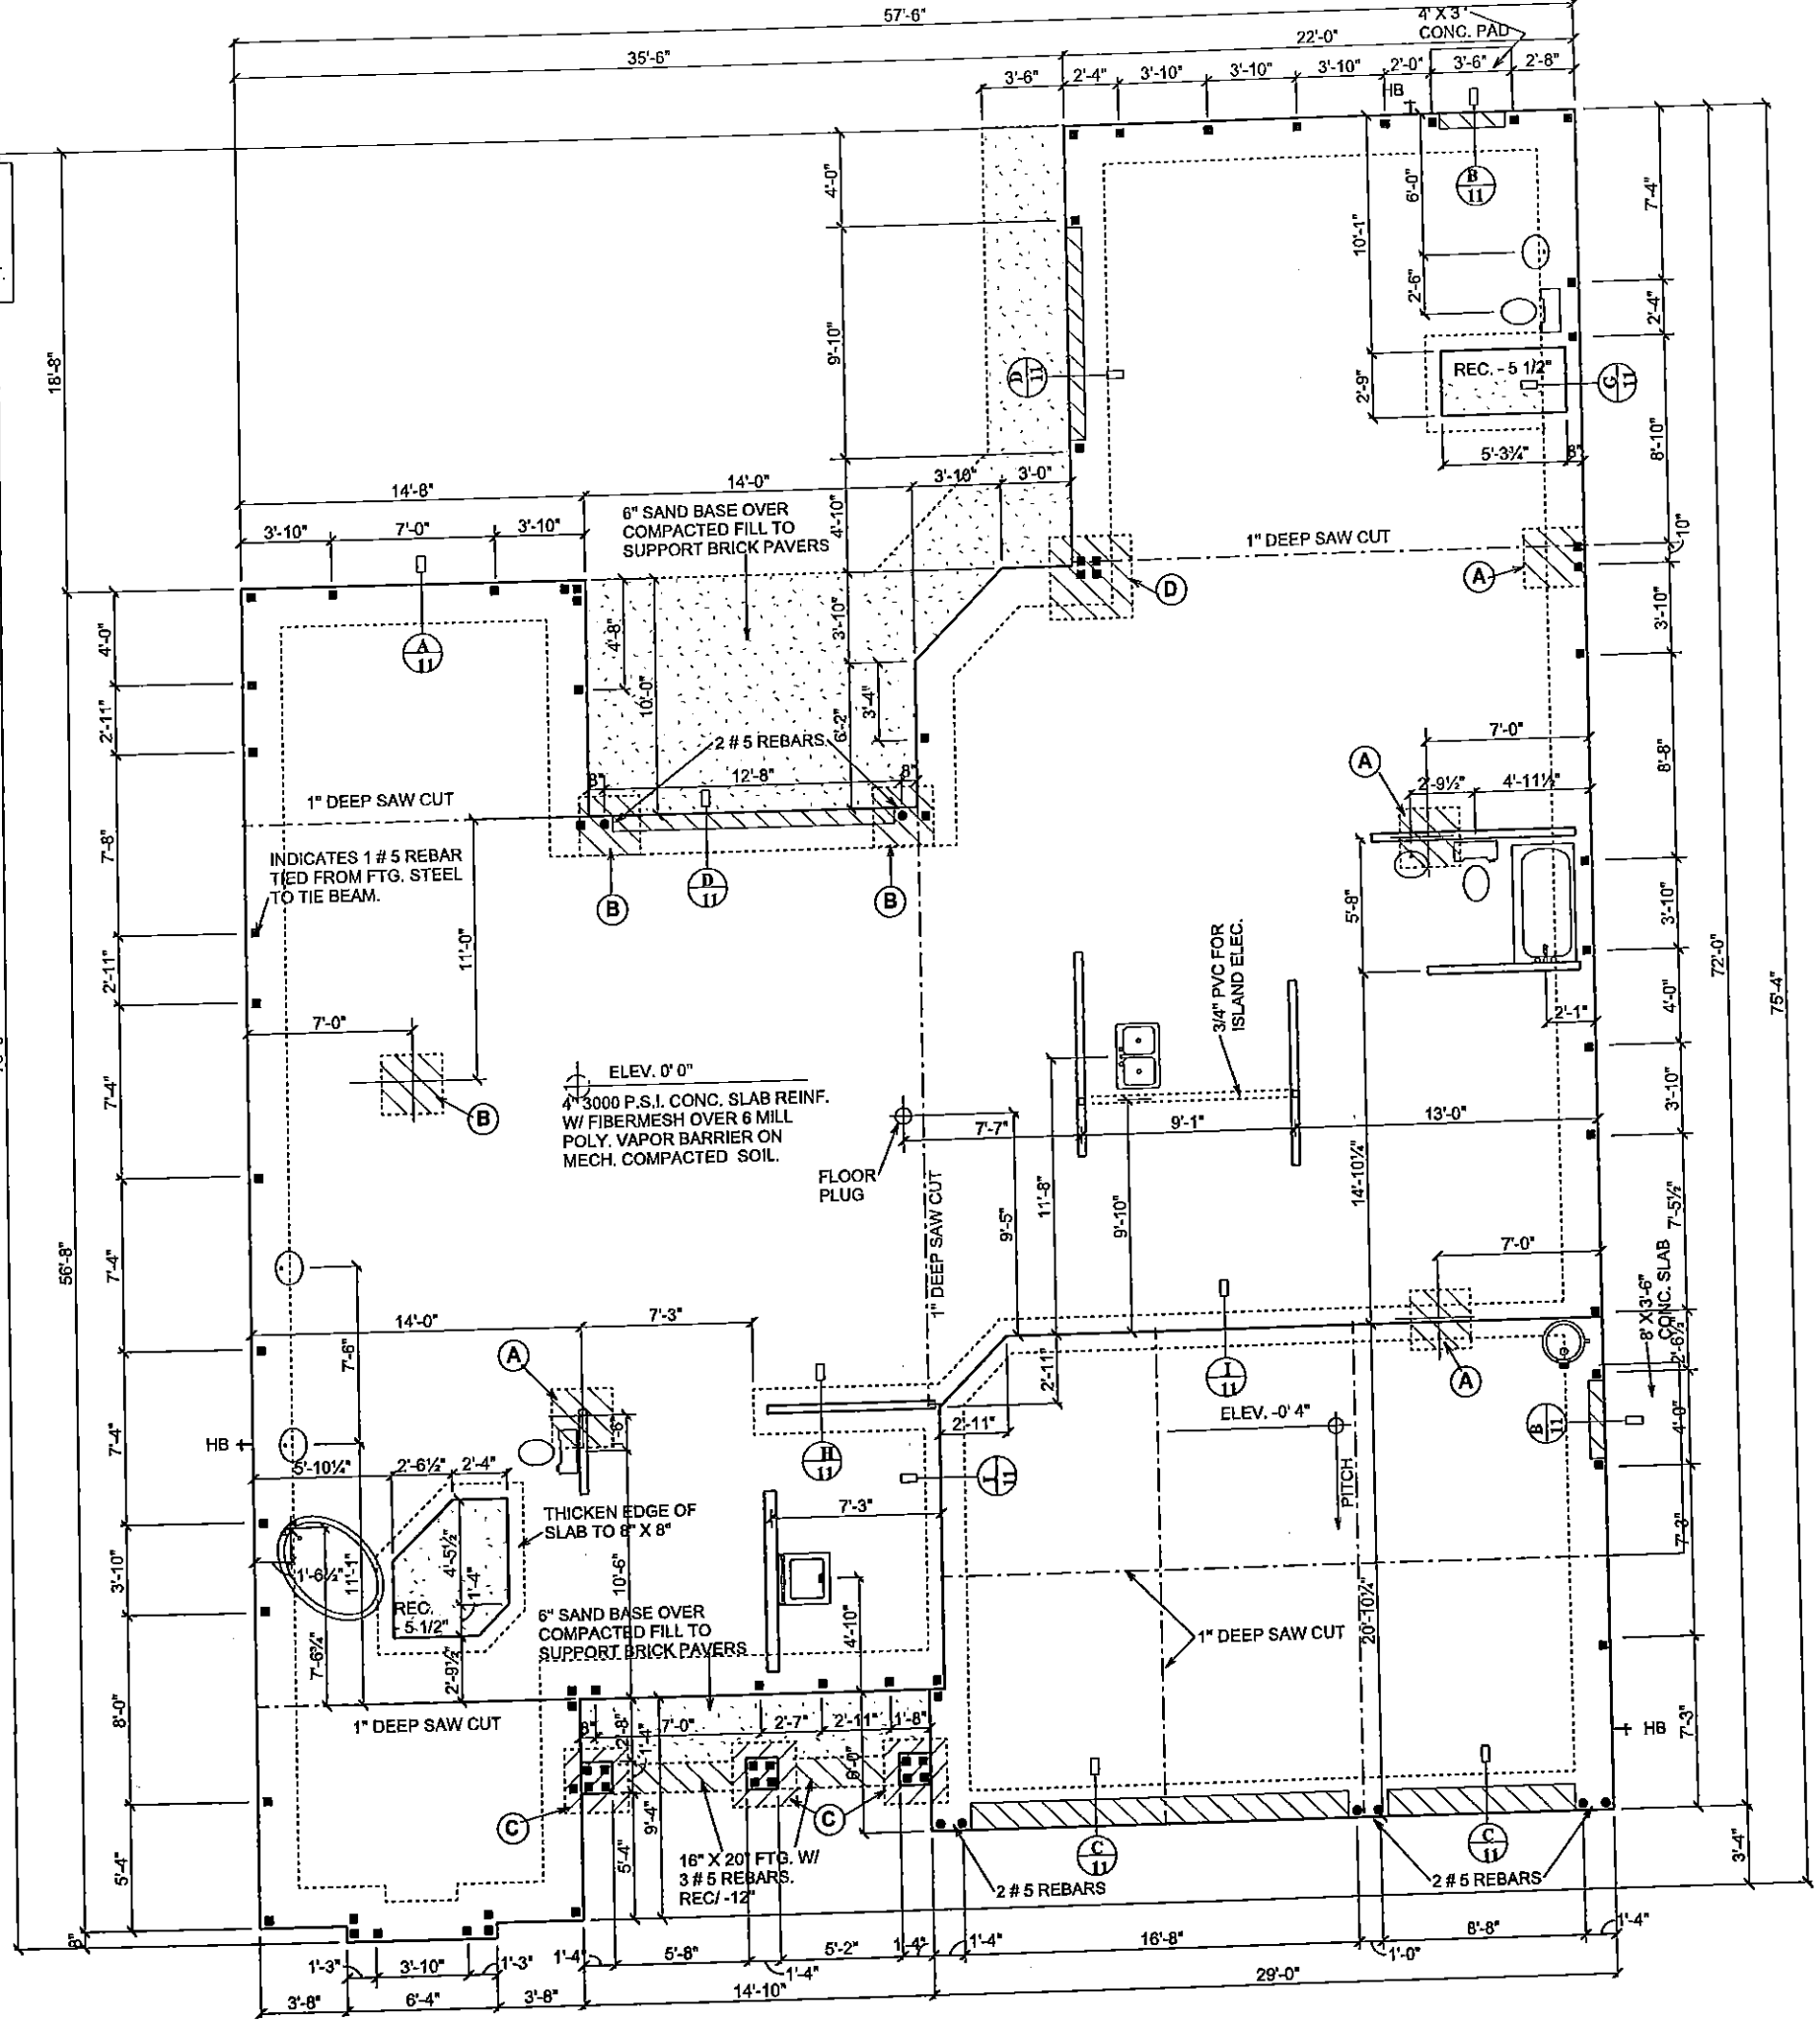 57'-6"
4' X 3'
CONC. PAD
35'-6"
22'-0"
3'-6"
2'-4"
3'-10"
3'-10"
3'-10"
2'-0"
3'-6"
2'-8"
HB
4'-0"
9'-10"
4'-10"
18'-8"
B
11
6'-0"
10'-1"
2'-6"
2'-9"
7'-4"
2'-4"
8'-10"
10"
D
11
REC. - 5 1/2"
G
11
5'-3¾"
8"
14'-8"
14'-0"
3'-10"
3'-0"
3'-10"
7'-0"
3'-10"
6" SAND BASE OVER
COMPACTED FILL TO
SUPPORT BRICK PAVERS
1" DEEP SAW CUT
D
A
A
11
4'-0"
2'-11"
7'-8"
2'-11"
7'-4"
7'-4"
7'-4"
3'-10"
8'-0"
5'-4"
56'-8"
8"
4'-8"
10'-0"
3'-10"
6'-2"
3'-4"
2 # 5 REBARS
8"
12'-8"
8"
1" DEEP SAW CUT
INDICATES 1 # 5 REBAR
TIED FROM FTG. STEEL
TO TIE BEAM.
B
D
11
B
11'-0"
7'-0"
B
ELEV. 0' 0"
4" 3000 P.S.I. CONC. SLAB REINF.
W/ FIBERMESH OVER 6 MILL
POLY. VAPOR BARRIER ON
MECH. COMPACTED SOIL.
FLOOR
PLUG
1" DEEP SAW CUT
3/4" PVC FOR
ISLAND ELEC.
7'-7"
9'-1"
13'-0"
9'-5"
11'-8"
9'-10"
14'-10¼"
5'-8"
A
7'-0"
2'-9½"
4'-11½"
2'-1"
3'-10"
8'-8"
3'-10"
4'-0"
3'-10"
7'-5½"
2'-6½"
4'-0"
7'-3"
7'-3"
72'-0"
75'-4"
3'-4"
8' X 3'-6"
CONC. SLAB
7'-0"
A
I
11
ELEV. -0' 4"
PITCH
B
11
2'-11"
2'-11"
I
11
14'-0"
7'-3"
7'-6"
A
H
11
HB
5'-10¼"
2'-6½"
2'-4"
THICKEN EDGE OF
SLAB TO 8" X 8"
7'-3"
4'-5½"
1'-4"
1'-6½"
11'-1"
REC.
- 5 1/2"
7'-6¾"
2'-9½"
10'-6"
4'-10"
6" SAND BASE OVER
COMPACTED FILL TO
SUPPORT BRICK PAVERS
1" DEEP SAW CUT
20'-10¼"
HB
1" DEEP SAW CUT
8"
7'-0"
2'-7"
2'-11"
1'-8"
2'-8"
1'-4"
9'-4"
5'-4"
C
C
16" X 20" FTG. W/
3 # 5 REBARS.
REC/ -12"
2 # 5 REBARS
C
11
C
11
2 # 5 REBARS
1'-3"
3'-10"
1'-3"
1'-4"
5'-8"
1'-4"
5'-2"
1'-4"
1'-4"
16'-8"
1'-0"
8'-8"
1'-4"
3'-8"
6'-4"
3'-8"
14'-10"
29'-0"